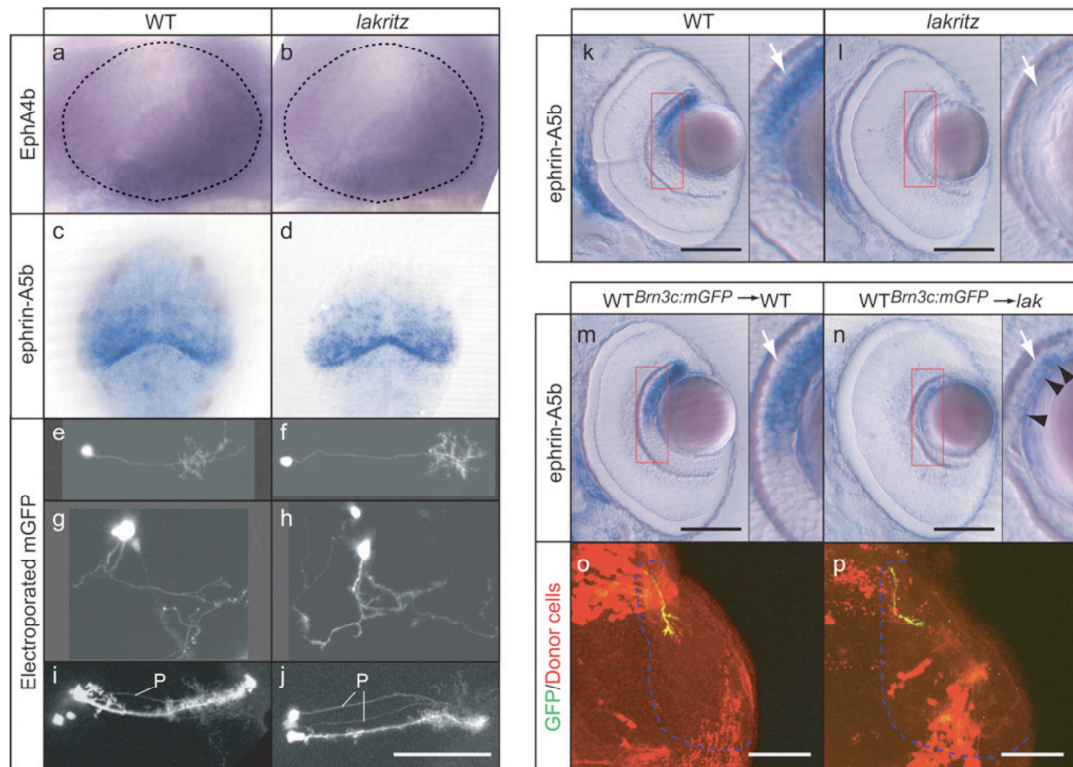 WT
lakritz
EphA4b
a
b
ephrin-A5b
c
d
Electroporated mGFP
e
f
g
h
i
P
j
P
WT
lakritz
ephrin-A5b
k
l
WT Brn3c:mGFP → WT
WT Brn3c:mGFP → lak
ephrin-A5b
m
n
GFP/Donor cells
o
p